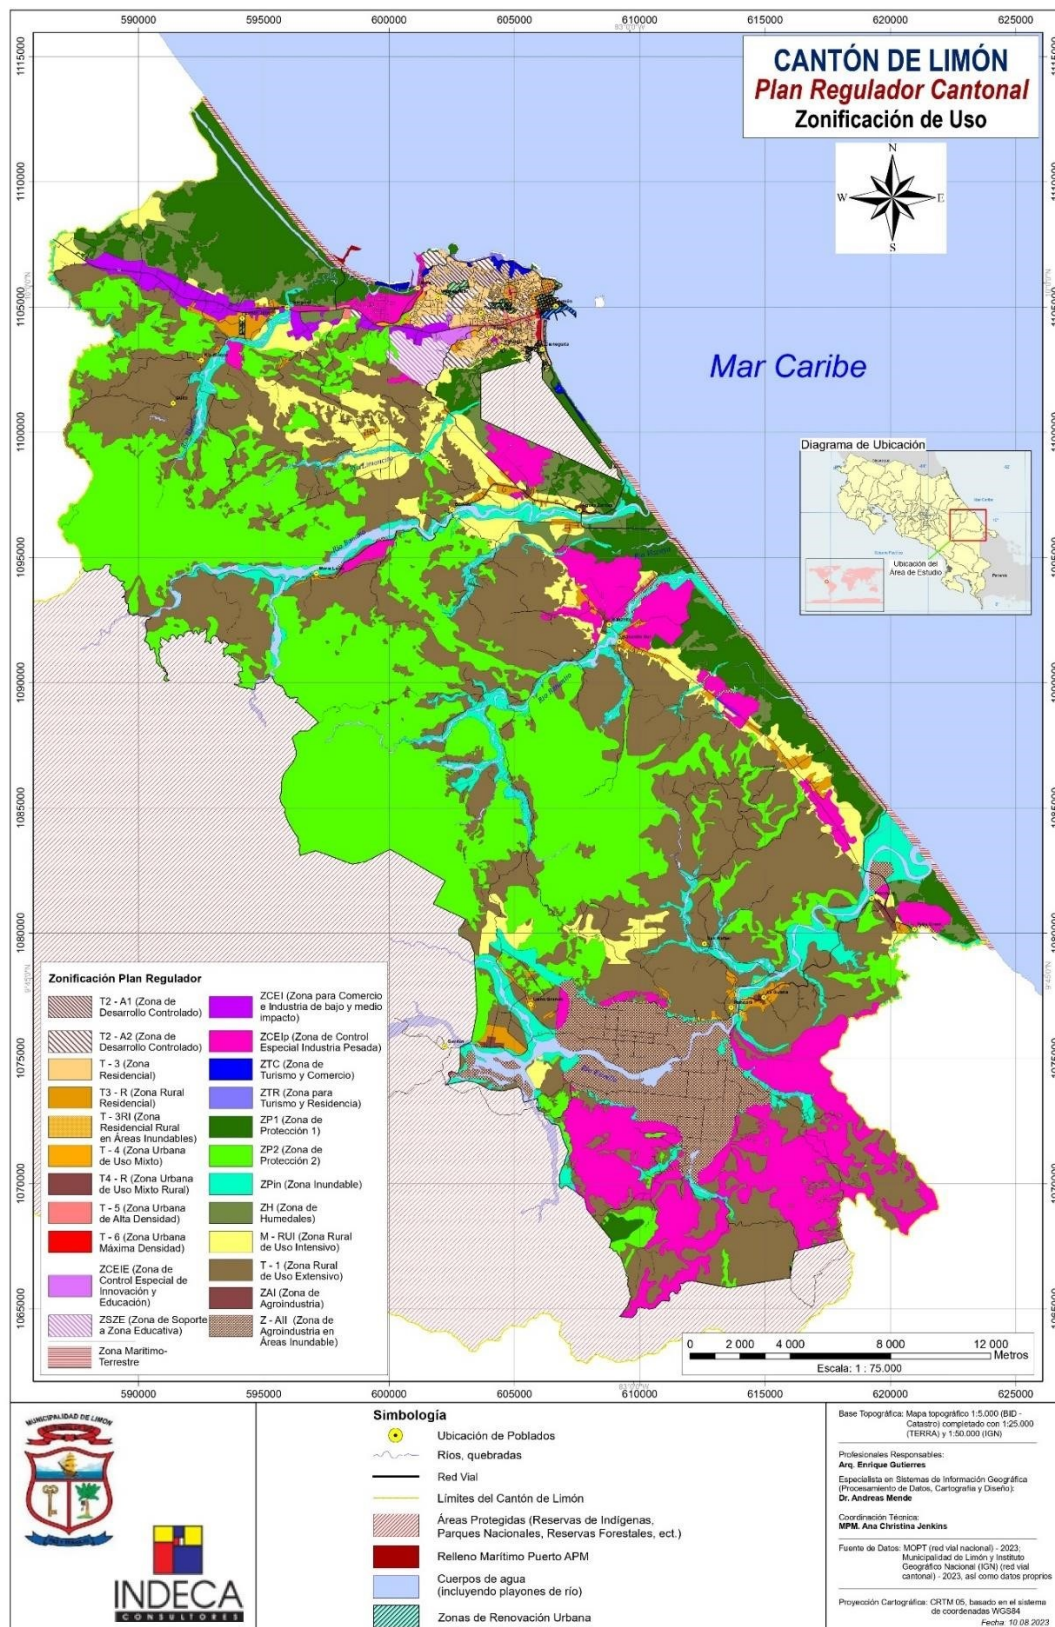 590000 595000 600000 605000 610000 615000 620000 625000
1115000
1110000
1105000
1100000
1095000
1090000
1085000
1080000
1075000
1070000
1065000
CANTÓN DE LIMÓN
Plan Regulador Cantonal
Zonificación de Uso
N
W E
S
Mar Caribe
Diagrama de Ubicación
Ubicación del
Área de Estudio
Zonificación Plan Regulador
T2 - A1 (Zona de
Desarrollo Controlado)
T2 - A2 (Zona de
Desarrollo Controlado)
T - 3 (Zona
Residencial)
T3 - R (Zona Rural
Residencial)
T - 3RI (Zona
Residencial Rural
en Áreas Inundables)
T - 4 (Zona Urbana
de Uso Mixto)
T4 - R (Zona Urbana
de Uso Mixto Rural)
T - 5 (Zona Urbana
de Alta Densidad)
T - 6 (Zona Urbana
Máxima Densidad)
ZCEIE (Zona de
Control Especial de
Innovación y
Educación)
ZSZE (Zona de Soporte
a Zona Educativa)
Zona Marítimo-
Terrestre
ZCEI (Zona para Comercio
e Industria de bajo y medio
impacto)
ZCEIp (Zona de Control
Especial Industria Pesada)
ZTC (Zona de
Turismo y Comercio)
ZTR (Zona para
Turismo y Residencia)
ZP1 (Zona de
Protección 1)
ZP2 (Zona de
Protección 2)
ZPin (Zona Inundable)
ZH (Zona de
Humedales)
M - RUI (Zona Rural
de Uso Intensivo)
T - 1 (Zona Rural
de Uso Extensivo)
ZAI (Zona de
Agroindustria)
Z - AII (Zona de
Agroindustria en
Áreas Inundable)
0 2 000 4 000 8 000 12 000
Metros
Escala: 1 : 75.000
590000 595000 600000 605000 610000 615000 620000 625000
MUNICIPALIDAD DE LIMON
INDECA
CONSULTORES
Simbología
Ubicación de Poblados
Ríos, quebradas
Red Vial
Límites del Cantón de Limón
Áreas Protegidas (Reservas de Indígenas,
Parques Nacionales, Reservas Forestales, ect.)
Relleno Marítimo Puerto APM
Cuerpos de agua
(incluyendo playones de río)
Zonas de Renovación Urbana
Base Topográfica: Mapa topográfico 1:5.000 (BID -
Catastro) completado con 1:25.000
(TERRA) y 1:50.000 (IGN)
Profesionales Responsables:
Arq. Enrique Gutierres
Especialista en Sistemas de Información Geográfica
(Procesamiento de Datos, Cartografía y Diseño):
Dr. Andreas Mende
Coordinación Técnica:
MPM. Ana Christina Jenkins
Fuente de Datos: MOPT (red vial nacional) - 2023;
Municipalidad de Limón y Instituto
Geográfico Nacional (IGN) (red vial
cantonal) - 2023, así como datos propios
Proyección Cartográfica: CRTM 05, basado en el sistema
de coordenadas WGS84
Fecha: 10.08.2023